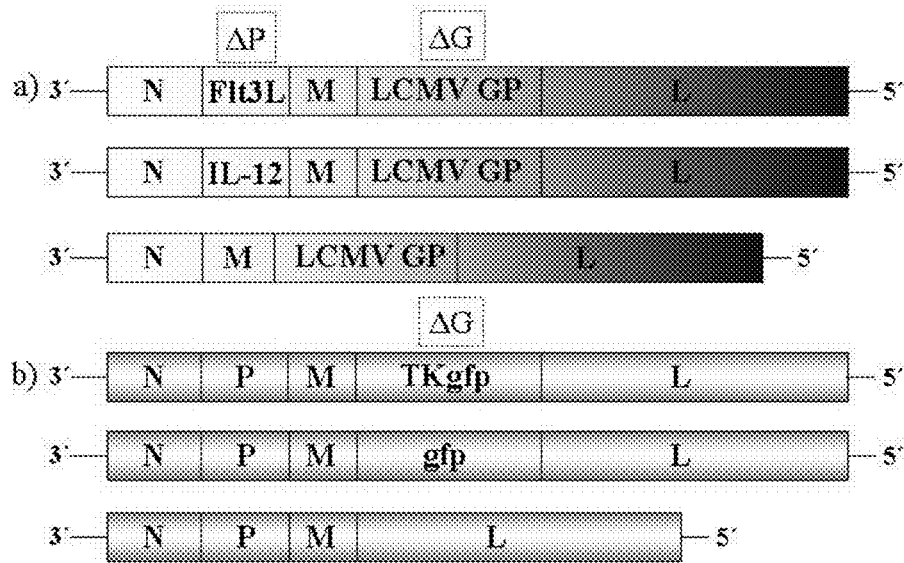 ΔP ΔG
a) 3´ N Flt3L M LCMV GP L 5´
3´ N IL-12 M LCMV GP L 5´
3´ N M LCMV GP L 5´
ΔG
b) 3´ N P M TKgfp L 5´
3´ N P M gfp L 5´
3´ N P M L 5´